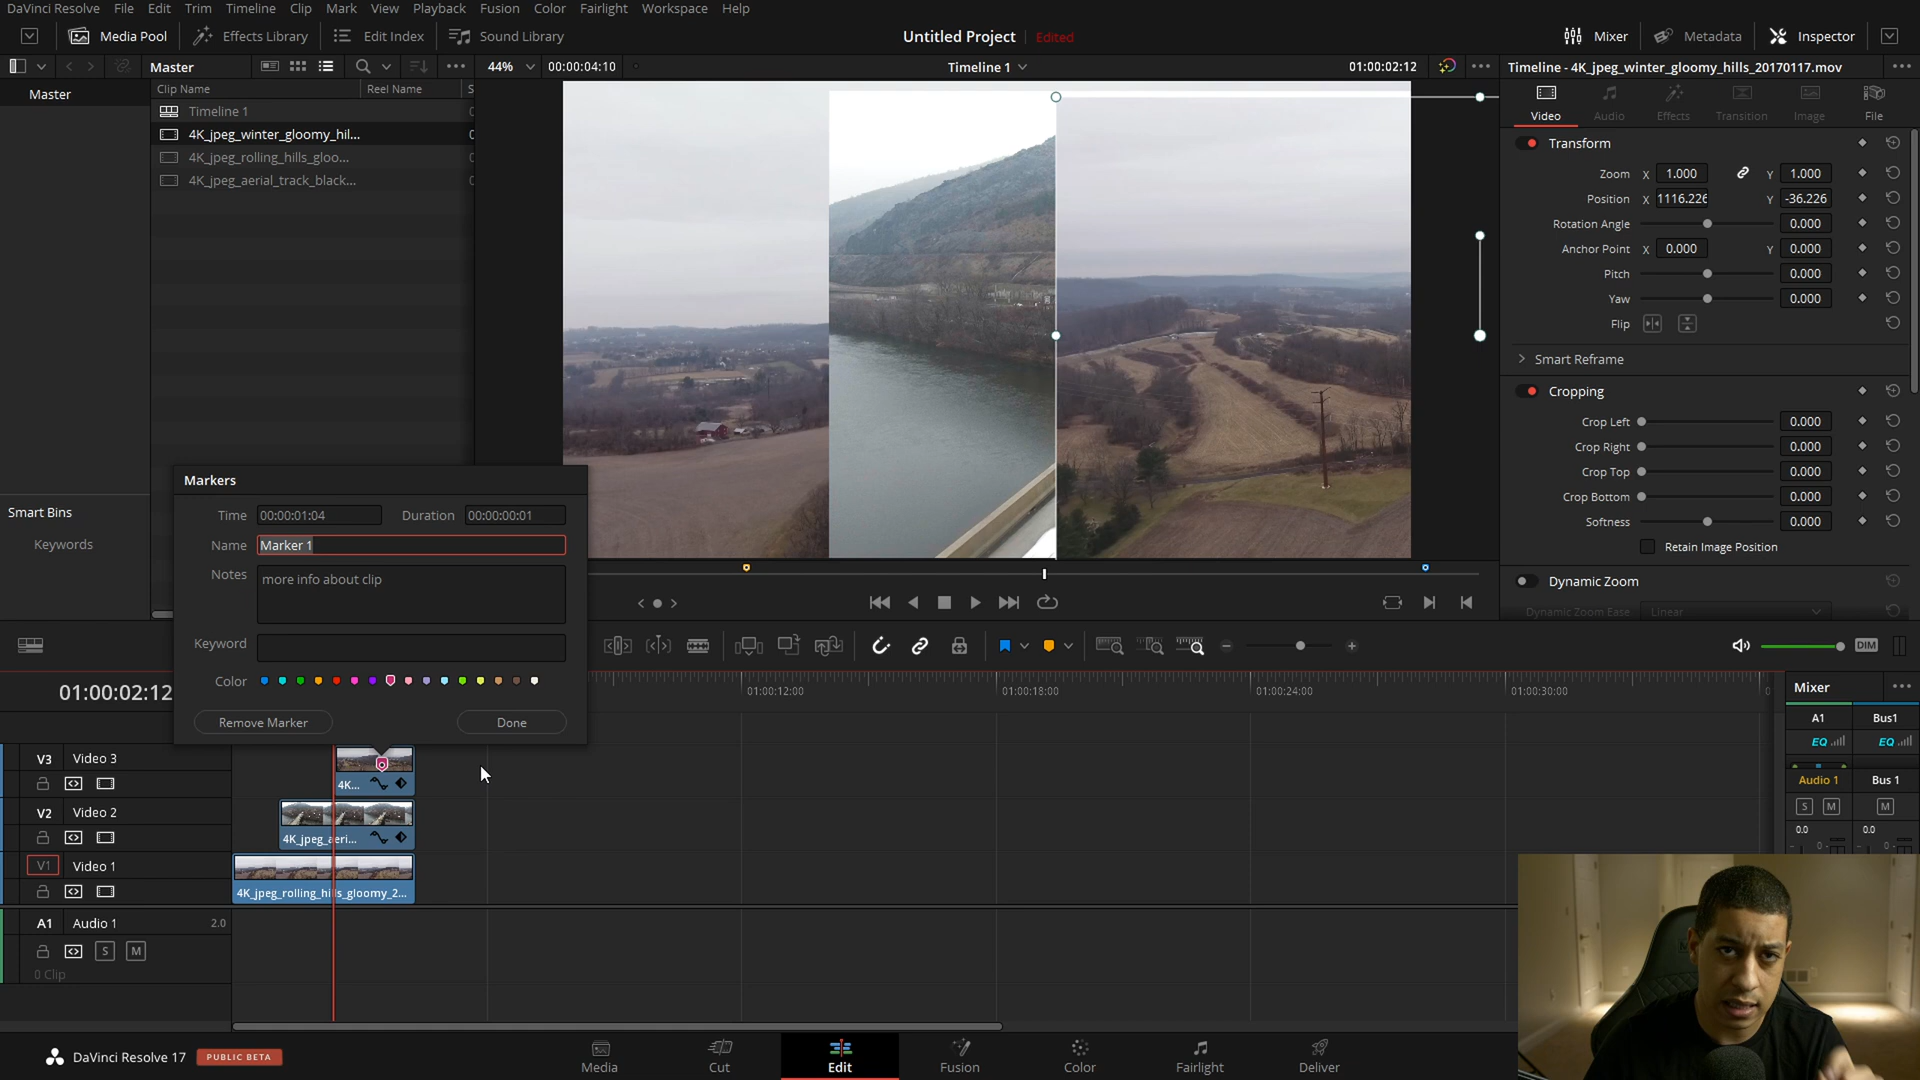 DaVinci Resolve File Edit Trim Timeline Clip Mark View Playback Fusion Color Fairlight Workspace Help
Media Pool Effects Library Edit Index Sound Library Untitled Project Edited Mixer Metadata Inspector
Master 44% 00:00:04:10 Timeline 1 01:00:02:12 Timeline - 4K_jpeg_winter_gloomy_hills_20170117.mov
Master
Clip Name Reel Name S
Timeline 1
4K_jpeg_winter_gloomy_hil...
4K_jpeg_rolling_hills_gloo...
4K_jpeg_aerial_track_black...
Smart Bins
Keywords
Video Audio Effects Transition Image File
Transform
Zoom X 1.000 Y 1.000
Position X 1116.226 Y -36.226
Rotation Angle 0.000
Anchor Point X 0.000 Y 0.000
Pitch 0.000
Yaw 0.000
Flip
Smart Reframe
Cropping
Crop Left 0.000
Crop Right 0.000
Crop Top 0.000
Crop Bottom 0.000
Softness 0.000
Retain Image Position
Dynamic Zoom
Dynamic Zoom Ease Linear
Markers
Time 00:00:01:04 Duration 00:00:00:01
Name Marker 1
Notes more info about clip
Keyword
Color
Remove Marker Done
DIM
01:00:02:12
01:00:12:00 01:00:18:00 01:00:24:00 01:00:30:00
V3 Video 3
4K...
V2 Video 2
4K_jpeg_aeri...
V1 Video 1
4K_jpeg_rolling_hills_gloomy_2...
A1 Audio 1 2.0
S M
0 Clip
Mixer
A1 Bus1
EQ EQ
Audio 1 Bus 1
S M M
0.0 0.0
DaVinci Resolve 17 PUBLIC BETA
Media Cut Edit Fusion Color Fairlight Deliver